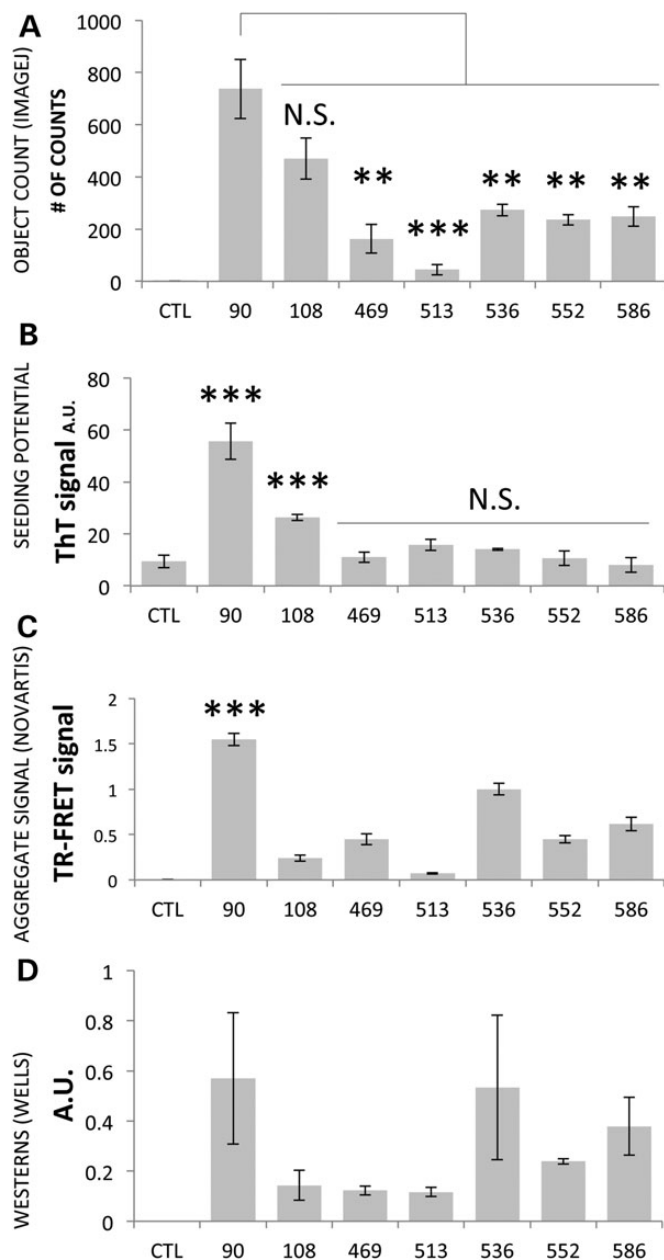 A
OBJECT COUNT (IMAGEJ)
# OF COUNTS
1000
800
600
400
200
0
N.S.
**
***
**
**
**
CTL 90 108 469 513 536 552 586
B
SEEDING POTENTIAL
ThT signal A.U.
80
60
40
20
0
***
***
N.S.
CTL 90 108 469 513 536 552 586
C
AGGREGATE SIGNAL (NOVARTIS)
TR-FRET signal
2
1.5
1
0.5
0
***
CTL 90 108 469 513 536 552 586
D
WESTERNS (WELLS)
A.U.
1
0.8
0.6
0.4
0.2
0
CTL 90 108 469 513 536 552 586